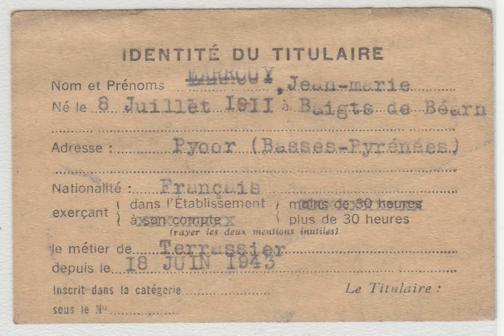 IDENTITÉ DU TITULAIRE
Nom et Prénoms LARROUY, Jean-marie
Né le 8 Juillet 1911 à Baigts de Béarn
Adresse : Pyoor (Basses-Pyrénées)
Nationalité : Français
exerçant { dans l'Établissement } { moins de 30 heures
à son compte } { plus de 30 heures
(rayer les deux mentions inutiles)
le métier de Terrassier
depuis le 18 JUIN 1943
Inscrit dans la catégorie
Le Titulaire :
sous le N°